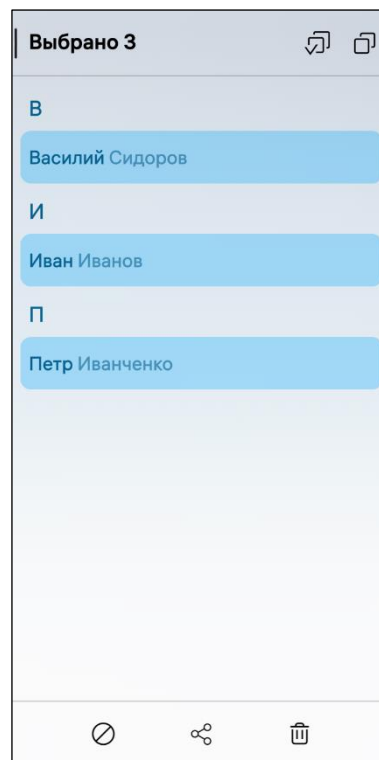 Выбрано 3
В
Василий Сидоров
И
Иван Иванов
П
Петр Иванченко